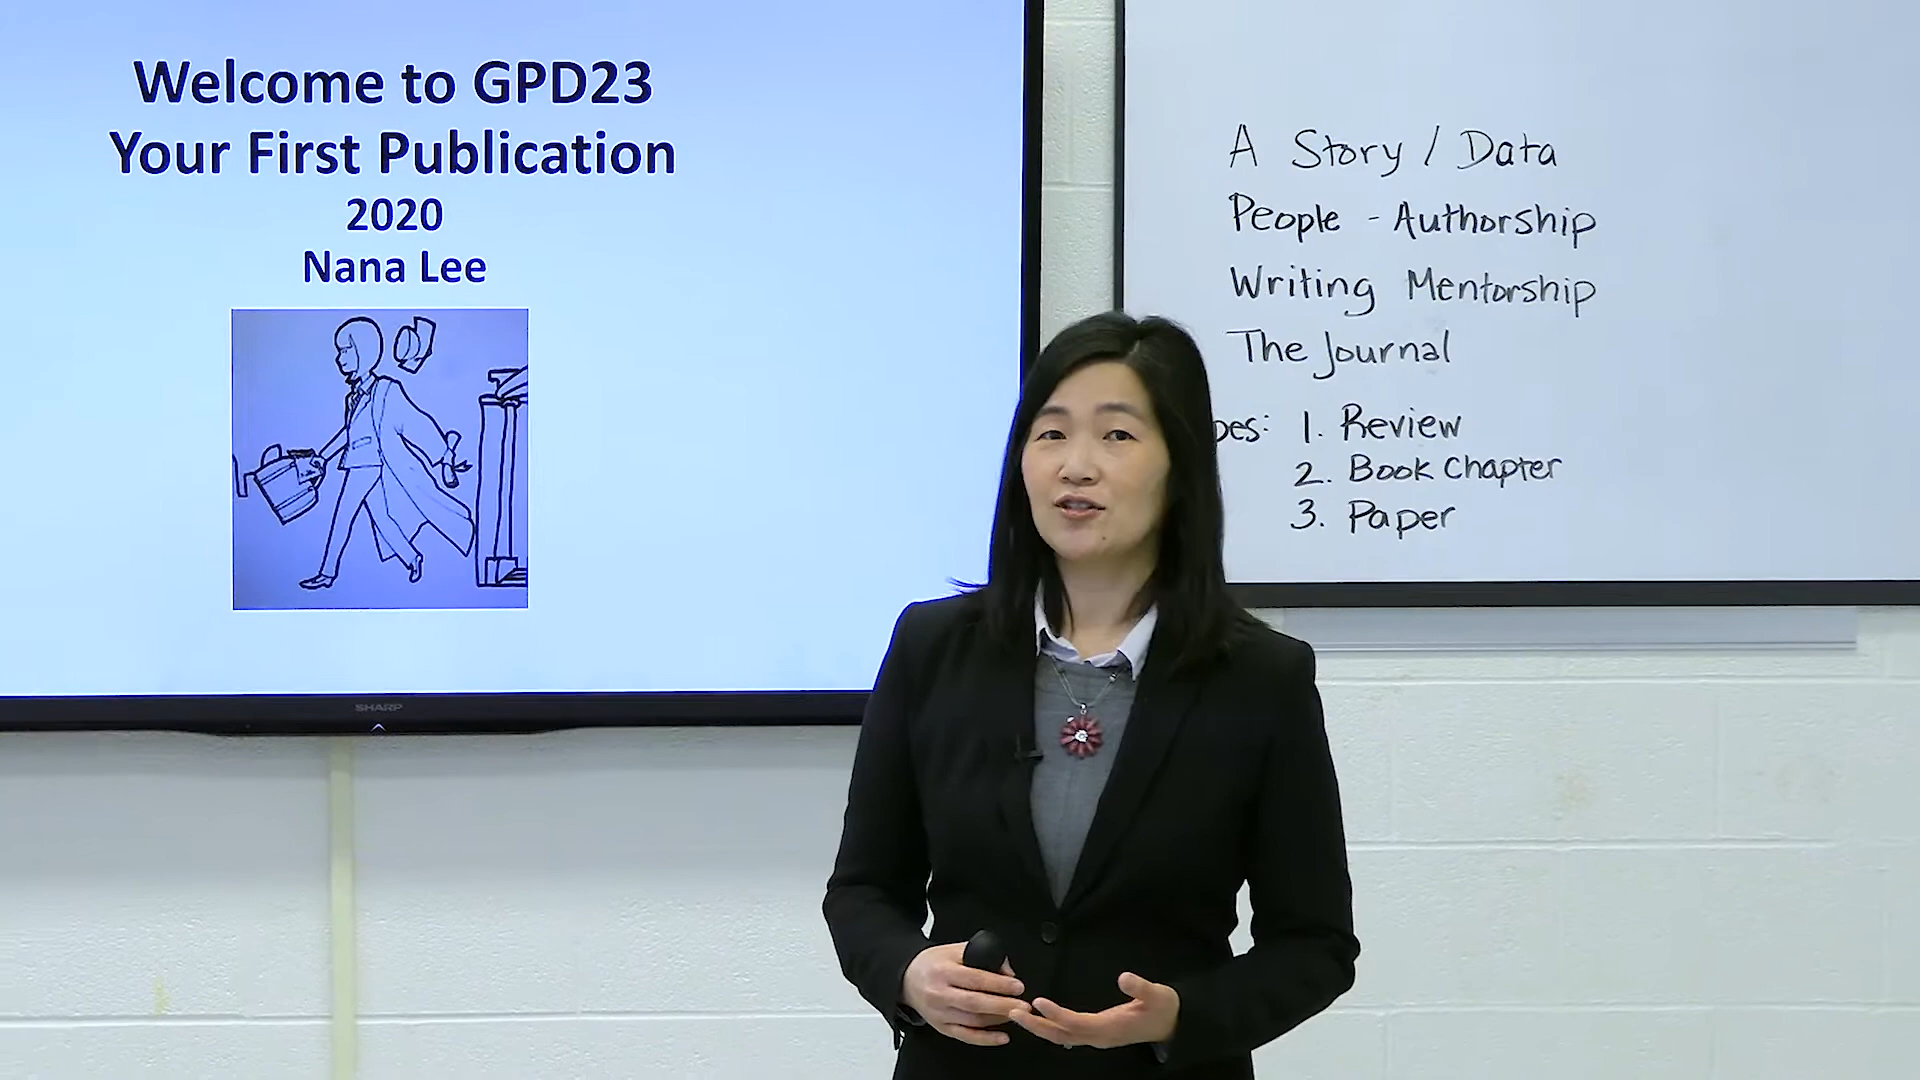 Welcome to GPD23
Your First Publication
2020
Nana Lee
SHARP
A Story / Data
People - Authorship
Writing Mentorship
The Journal
1. Review
2. Book Chapter
3. Paper